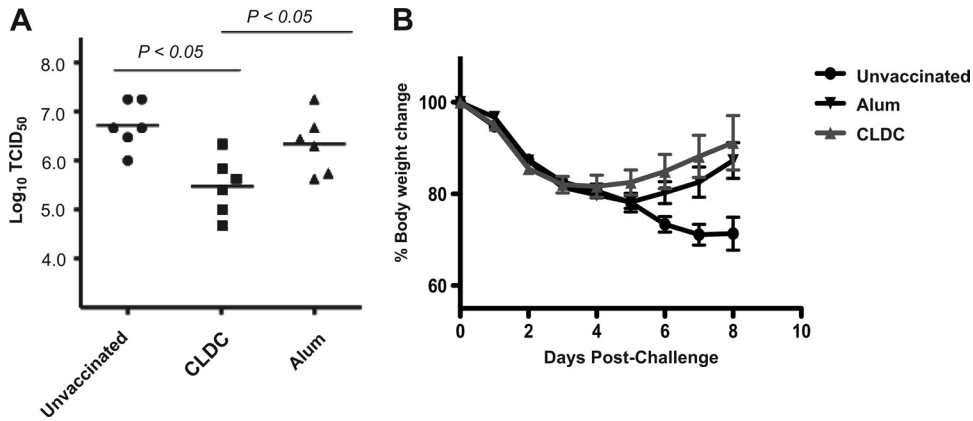 A
P < 0.05
P < 0.05
8.0
7.0
6.0
5.0
4.0
Log10 TCID50
Unvaccinated
CLDC
Alum
B
100
80
60
% Body weight change
0 2 4 6 8 10
Days Post-Challenge
Unvaccinated
Alum
CLDC